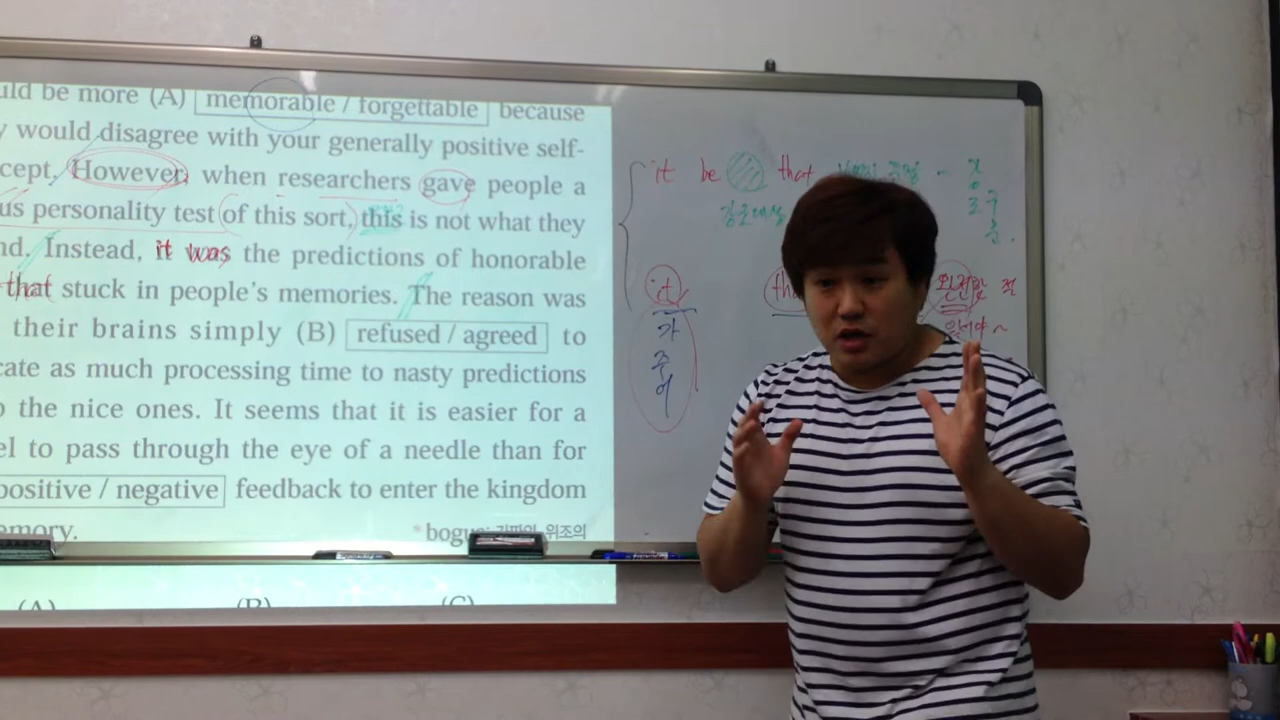 uld be more (A) memorable / forgettable because
y would disagree with your generally positive self-
cept. However, when researchers gave people a
us personality test of this sort, this is not what they
nd. Instead, it was the predictions of honorable
that stuck in people's memories. The reason was
their brains simply (B) refused / agreed to
cate as much processing time to nasty predictions
o the nice ones. It seems that it is easier for a
el to pass through the eye of a needle than for
positive / negative feedback to enter the kingdom
emory.
* bogus: 위조의
(A) (B) (C)
it be that
it
가
주
어